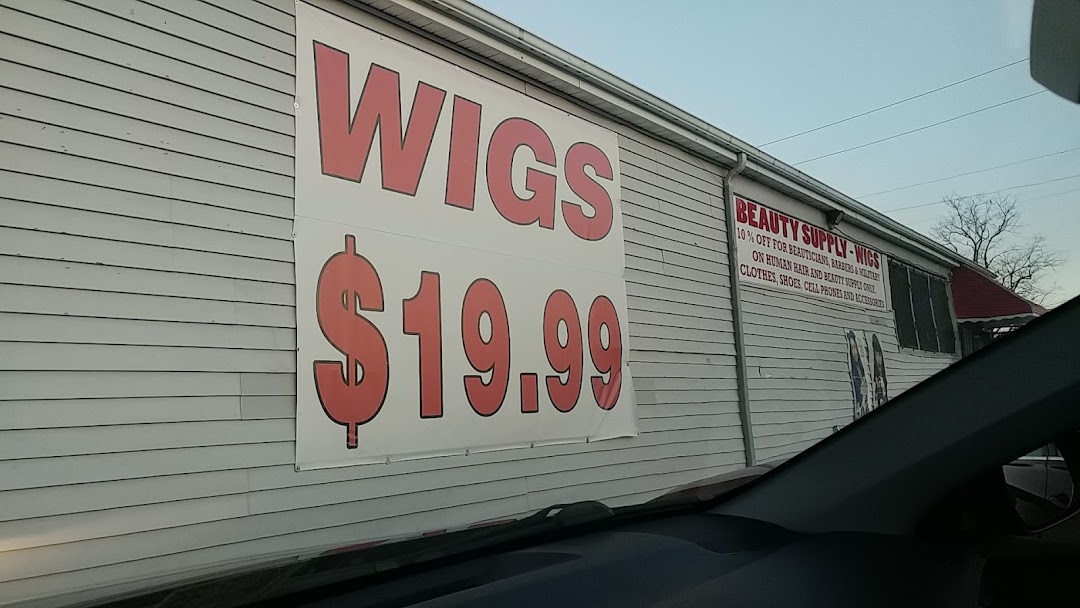 WIGS
$19.99
BEAUTY SUPPLY - WIGS
10% OFF FOR BEAUTICIANS, BARBERS & MILITARY
ON HUMAN HAIR AND BEAUTY SUPPLY ONLY.
CLOTHES, SHOES, CELL PHONES AND ACCESSORIES